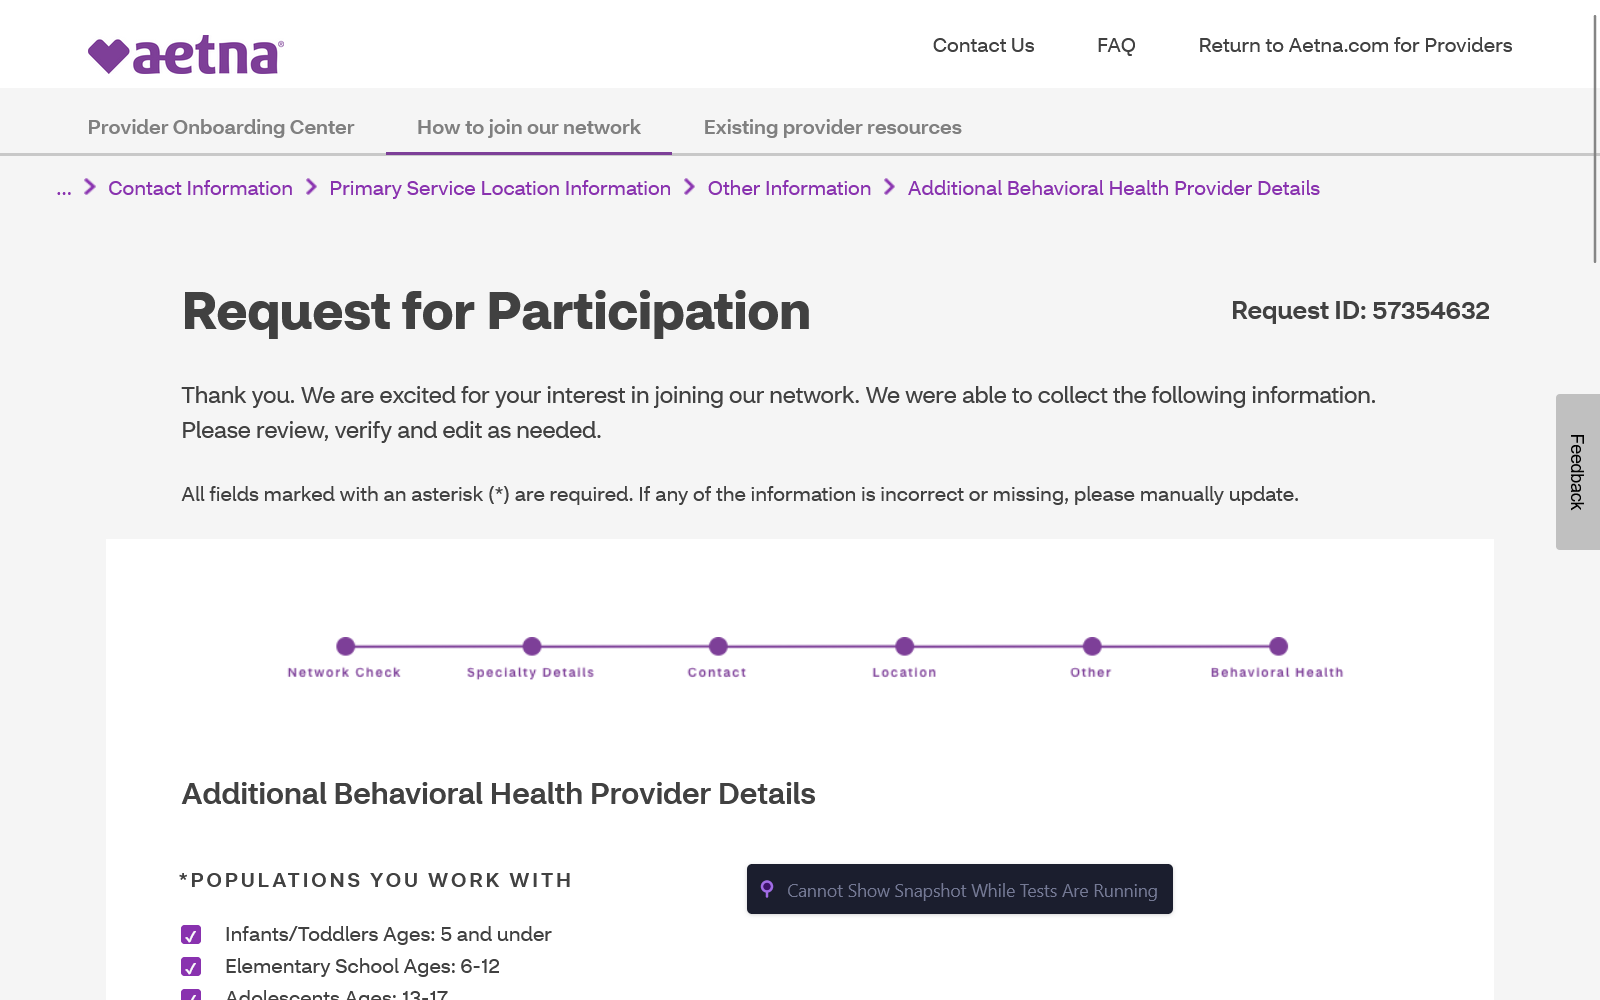 aetna®
Contact Us
FAQ
Return to Aetna.com for Providers
Provider Onboarding Center
How to join our network
Existing provider resources
... > Contact Information > Primary Service Location Information > Other Information > Additional Behavioral Health Provider Details
Request for Participation
Request ID: 57354632
Thank you. We are excited for your interest in joining our network. We were able to collect the following information.
Please review, verify and edit as needed.
All fields marked with an asterisk (*) are required. If any of the information is incorrect or missing, please manually update.
Feedback
Network Check
Specialty Details
Contact
Location
Other
Behavioral Health
Additional Behavioral Health Provider Details
*POPULATIONS YOU WORK WITH
Cannot Show Snapshot While Tests Are Running
Infants/Toddlers Ages: 5 and under
Elementary School Ages: 6-12
Adolescents Ages: 13-17